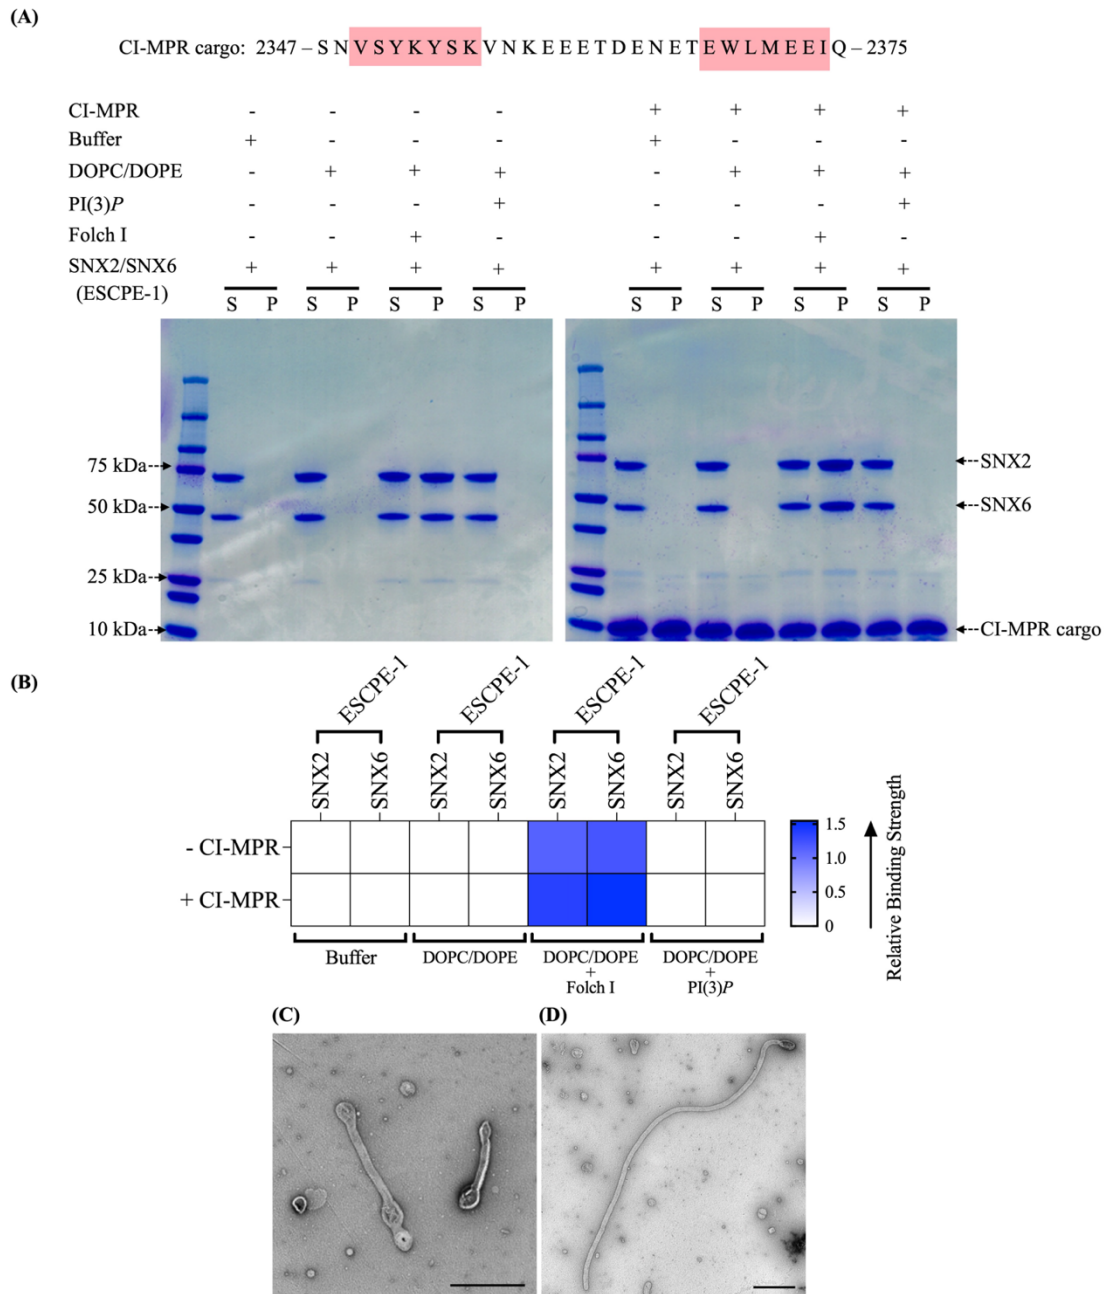 (A)
CI-MPR cargo: 2347 – S N V S Y K Y S K V N K E E E T D E N E T E W L M E E I Q – 2375
CI-MPR - - - - + + + +
Buffer + - - - + - - -
DOPC/DOPE - + + + - + + +
PI(3)P - - - + - - - +
Folch I - - + - - - + -
SNX2/SNX6 + + + + + + + +
(ESCPE-1)
S P S P S P S P S P S P S P S P
75 kDa
50 kDa
25 kDa
10 kDa
SNX2
SNX6
CI-MPR cargo
(B)
ESCPE-1 ESCPE-1 ESCPE-1 ESCPE-1
SNX2 SNX6 SNX2 SNX6 SNX2 SNX6 SNX2 SNX6
- CI-MPR
+ CI-MPR
1.5
1.0
0.5
0
Relative Binding Strength
Buffer
DOPC/DOPE
DOPC/DOPE
+
Folch I
DOPC/DOPE
+
PI(3)P
(C)
(D)